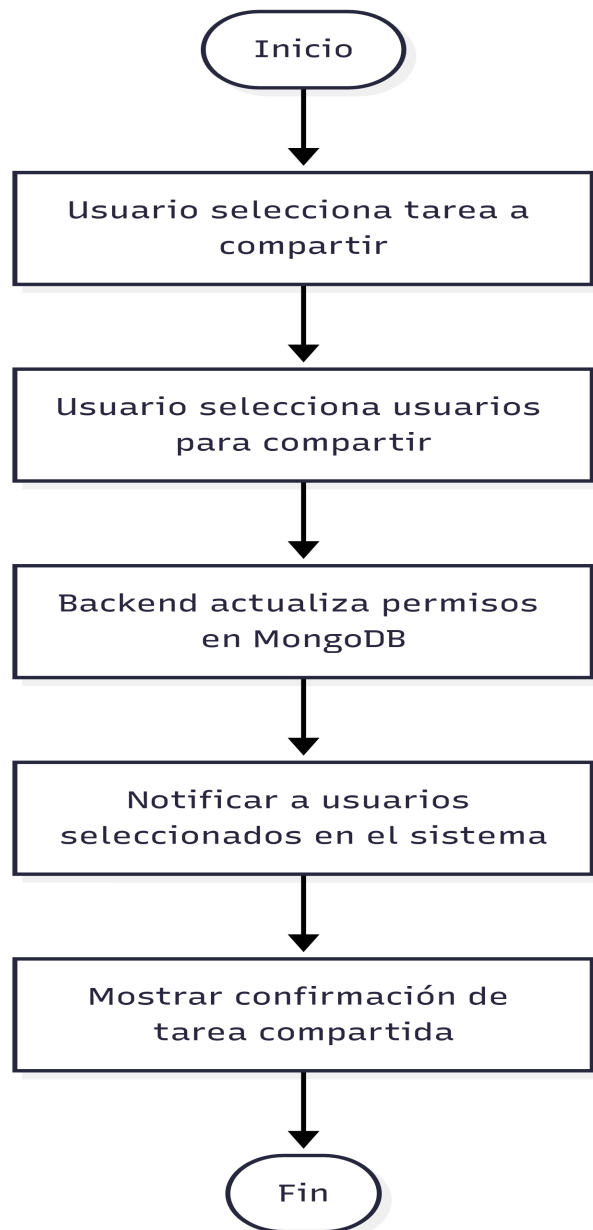 Inicio
Usuario selecciona tarea a
compartir
Usuario selecciona usuarios
para compartir
Backend actualiza permisos
en MongoDB
Notificar a usuarios
seleccionados en el sistema
Mostrar confirmación de
tarea compartida
Fin